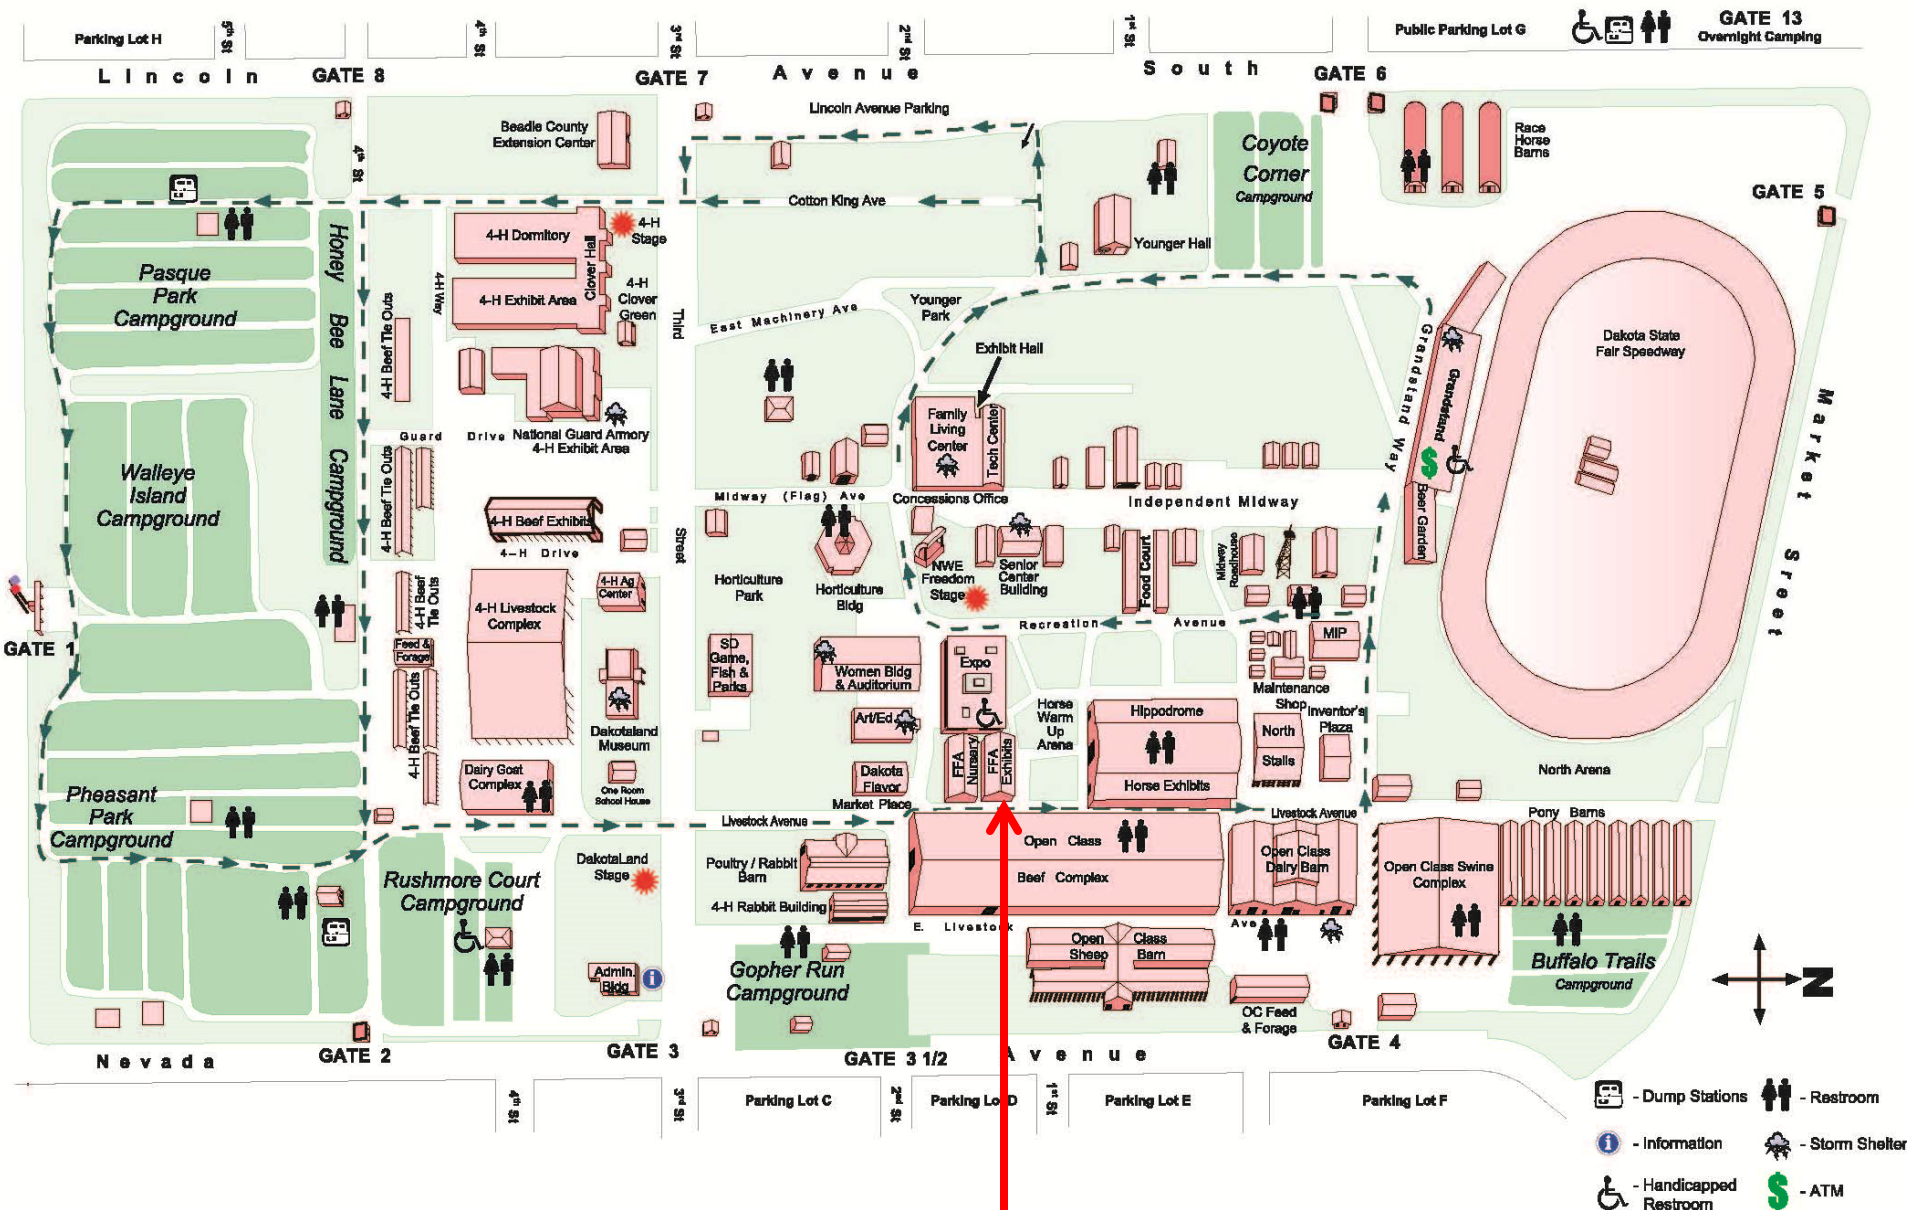 Parking Lot H
5th St
4th St
3rd St
2nd St
1st St
Public Parking Lot G
GATE 13
Overnight Camping
Lincoln Avenue South
GATE 8
GATE 7
GATE 6
Lincoln Avenue Parking
Beadle County
Extension Center
4th St
Coyote
Corner
Campground
Race
Horse
Barns
GATE 5
Cotton King Ave
4-H Dormitory
Clover Hall
4-H
Stage
4-H Exhibit Area
4-H
Clover
Green
4-H Way
Younger Hall
Pasque
Park
Campground
Honey Bee Lane Campground
4-H Beef Tie Outs
Third Street
East Machinery Ave
Younger
Park
Exhibit Hall
Grandstand Way
Grandstand
Dakota State
Fair Speedway
Market Sreet
Guard Drive
National Guard Armory
4-H Exhibit Area
Family
Living
Center
Tech Center
Walleye
Island
Campground
4-H Beef Tie Outs
Midway (Flag) Ave
Concessions Office
Independent Midway
Beer Garden
4-H Beef Exhibits
4-H Drive
Horticulture
Park
Horticulture
Bldg
NWE
Freedom
Stage
Senior
Center
Building
Food Court
Midway
Roadhouse
4-H Beef
Tie Outs
4-H Livestock
Complex
4-H Ag
Center
Recreation Avenue
GATE 1
Feed &
Forage
SD
Game,
Fish &
Parks
Women Bldg
& Auditorium
Expo
MIP
Maintenance
Shop
4-H Beef Tie Outs
Dakotaland
Museum
Art/Ed
Horse
Warm
Up
Arena
Hippodrome
North
Stalls
Inventor's
Plaza
FFA
Nursery
FFA
Exhibits
Dairy Goat
Complex
One Room
School House
Dakota
Flavor
Market Place
Horse Exhibits
North Arena
Pheasant
Park
Campground
Livestock Avenue
Livestock Avenue
Pony Barns
Rushmore Court
Campground
DakotaLand
Stage
Poultry / Rabbit
Barn
4-H Rabbit Building
Open Class
Beef Complex
Open Class
Dairy Barn
Open Class Swine
Complex
E. Livestock Ave
Open Class
Sheep Barn
Admin.
Bldg
Gopher Run
Campground
Buffalo Trails
Campground
N
OC Feed
& Forage
GATE 2
GATE 3
GATE 3 1/2
GATE 4
Nevada Avenue
4th St
3rd St
Parking Lot C
2nd St
Parking Lot D
1st St
Parking Lot E
Parking Lot F
- Dump Stations
- Restroom
- Information
- Storm Shelter
- Handicapped
Restroom
- ATM